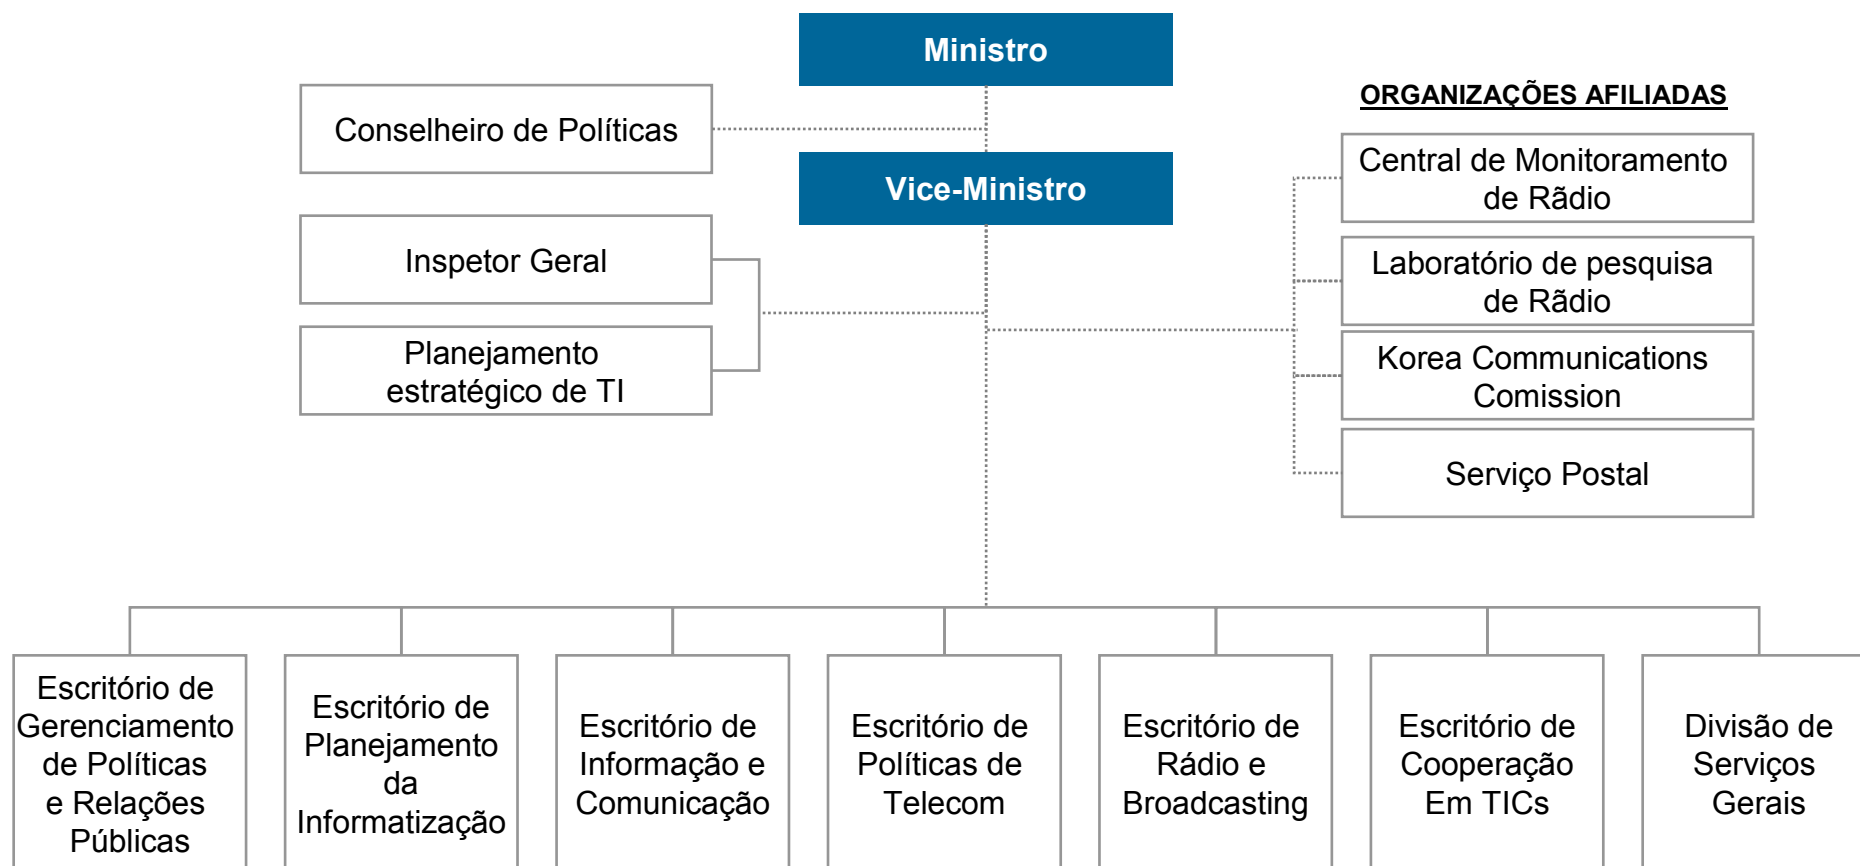 Ministro
Conselheiro de Políticas
Vice-Ministro
Inspetor Geral
Planejamento
estratégico de TI
ORGANIZAÇÕES AFILIADAS
Central de Monitoramento
de Rãdio
Laboratório de pesquisa
de Rãdio
Korea Communications
Comission
Serviço Postal
Escritório de
Gerenciamento
de Políticas
e Relações
Públicas
Escritório de
Planejamento
da
Informatização
Escritório de
Informação e
Comunicação
Escritório de
Políticas de
Telecom
Escritório de
Rádio e
Broadcasting
Escritório de
Cooperação
Em TICs
Divisão de
Serviços
Gerais